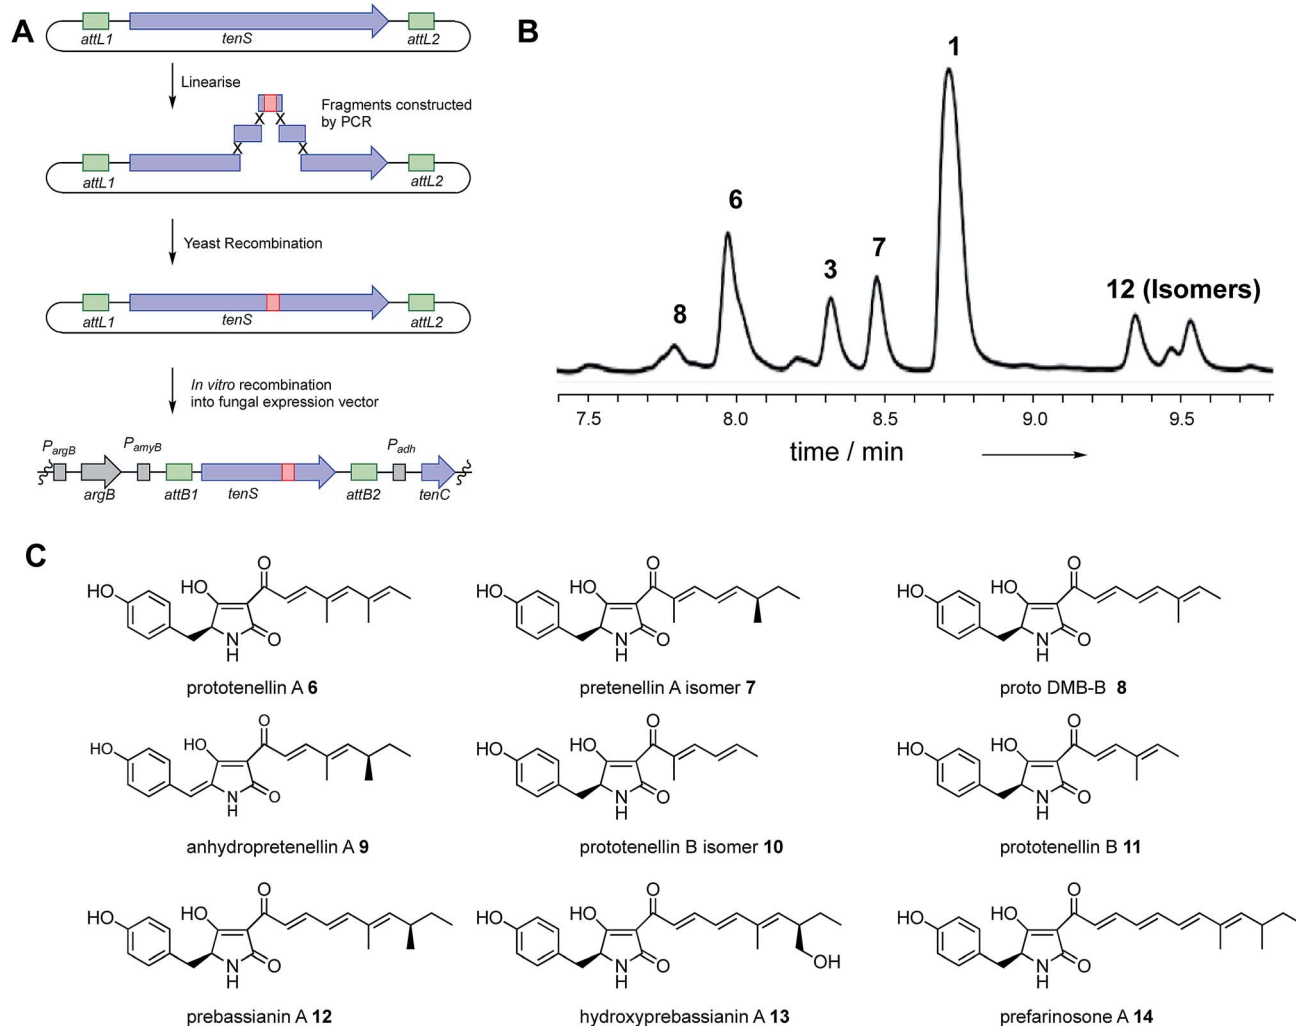 A
attL1
tenS
attL2
Linearise
Fragments constructed
by PCR
X
X
X
X
attL1
attL2
Yeast Recombination
attL1
tenS
attL2
In vitro recombination
into fungal expression vector
PargB
PamyB
Padh
argB
attB1
tenS
attB2
tenC
B
1
6
3
7
8
12 (Isomers)
7.5 8.0 8.5 9.0 9.5
time / min
C
HO
HO
O
N
H
O
prototenellin A 6
HO
HO
O
N
H
O
pretenellin A isomer 7
HO
HO
O
N
H
O
proto DMB-B 8
HO
HO
O
N
H
O
anhydropretenellin A 9
HO
HO
O
N
H
O
prototenellin B isomer 10
HO
HO
O
N
H
O
prototenellin B 11
HO
HO
O
N
H
O
prebassianin A 12
HO
HO
O
N
H
O
OH
hydroxyprebassianin A 13
HO
HO
O
N
H
O
prefarinosone A 14